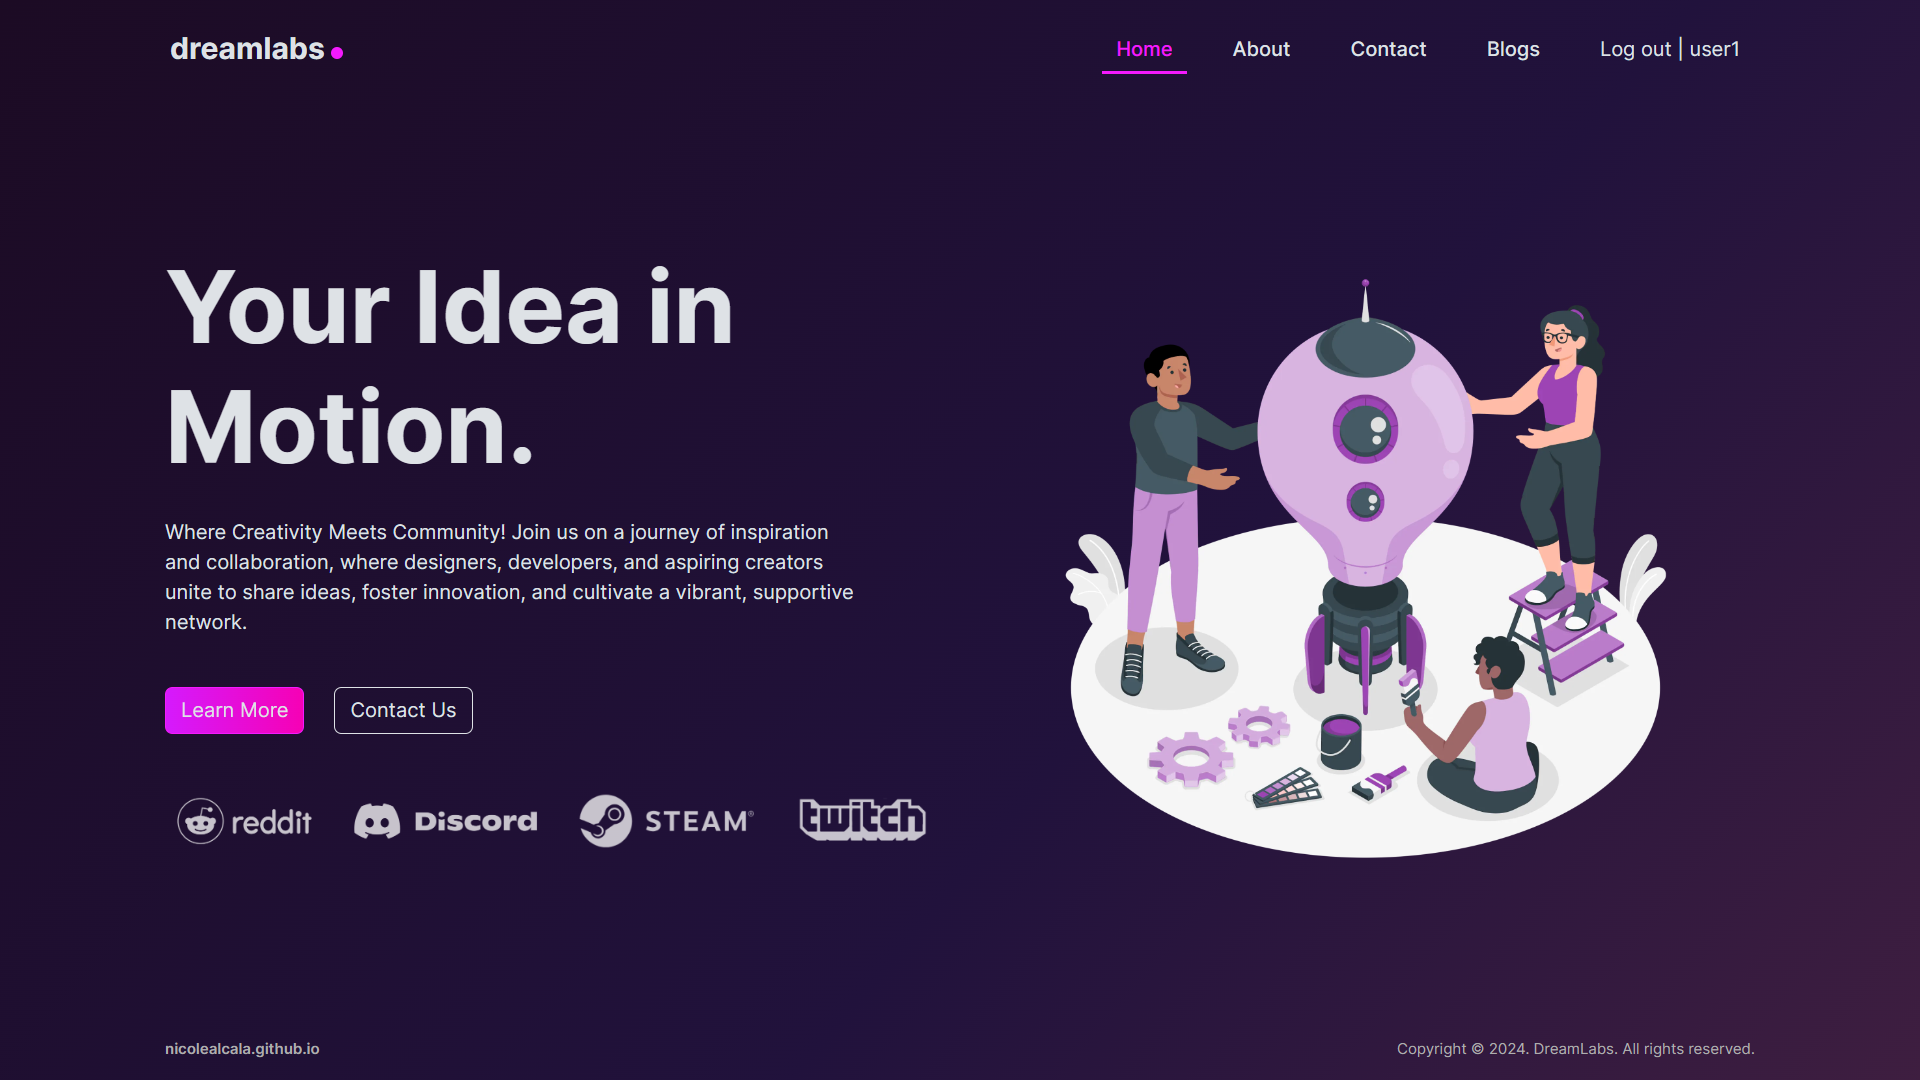 dreamlabs
Home About Contact Blogs Log out | user1
Your Idea in
Motion.
Where Creativity Meets Community! Join us on a journey of inspiration
and collaboration, where designers, developers, and aspiring creators
unite to share ideas, foster innovation, and cultivate a vibrant, supportive
network.
Learn More Contact Us
reddit Discord STEAM® twitch
nicolealcala.github.io
Copyright © 2024. DreamLabs. All rights reserved.